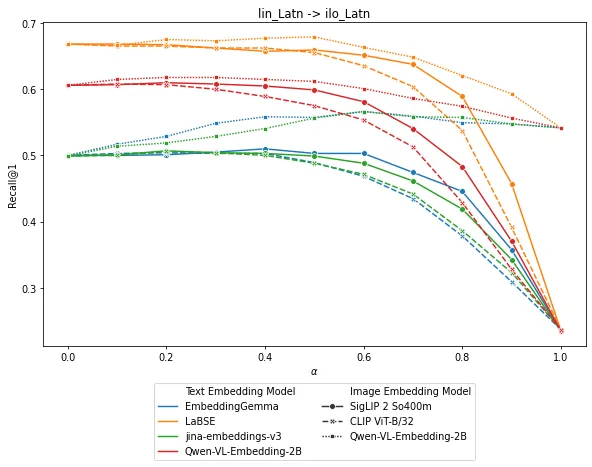 lin_Latn -> ilo_Latn
0.7
0.6
0.5
0.4
0.3
Recall@1
0.0 0.2 0.4 0.6 0.8 1.0
α
Text Embedding Model Image Embedding Model
EmbeddingGemma SigLIP 2 So400m
LaBSE CLIP ViT-B/32
jina-embeddings-v3 Qwen-VL-Embedding-2B
Qwen-VL-Embedding-2B